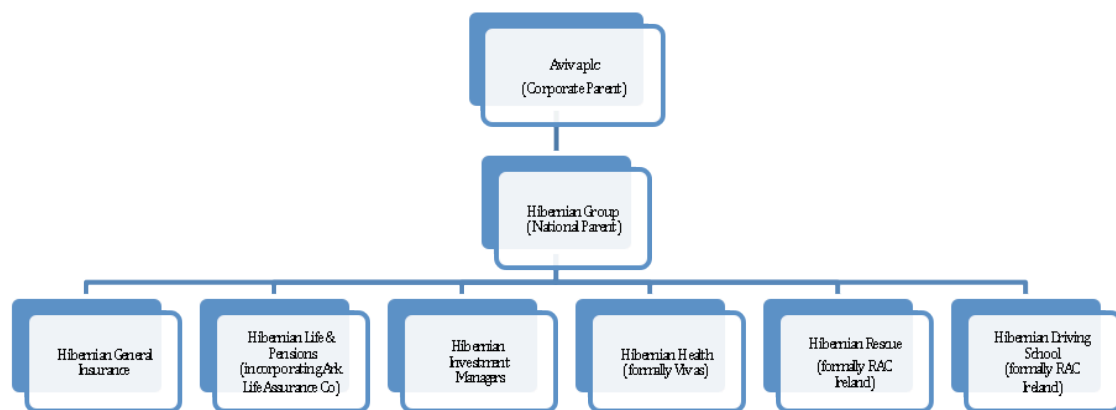 Aviva plc
(Corporate Parent)
Hibernian Group
(National Parent)
Hibernian General
Insurance
Hibernian Life &
Pensions
(incorporating Ark
Life Assurance Co)
Hibernian
Investment
Managers
Hibernian Health
(formally Vivas)
Hibernian Rescue
(formally RAC
Ireland)
Hibernian Driving
School
(formally RAC
Ireland)